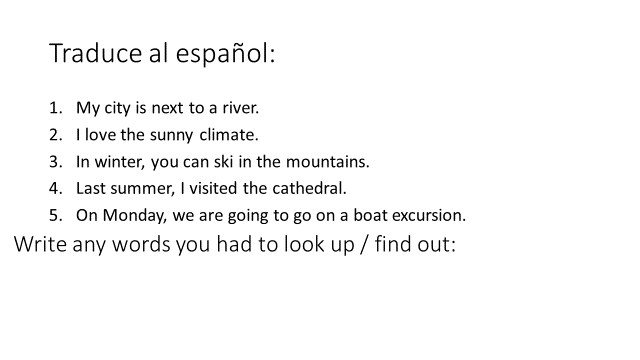 Traduce al español:
1. My city is next to a river.
2. I love the sunny climate.
3. In winter, you can ski in the mountains.
4. Last summer, I visited the cathedral.
5. On Monday, we are going to go on a boat excursion.
Write any words you had to look up / find out: